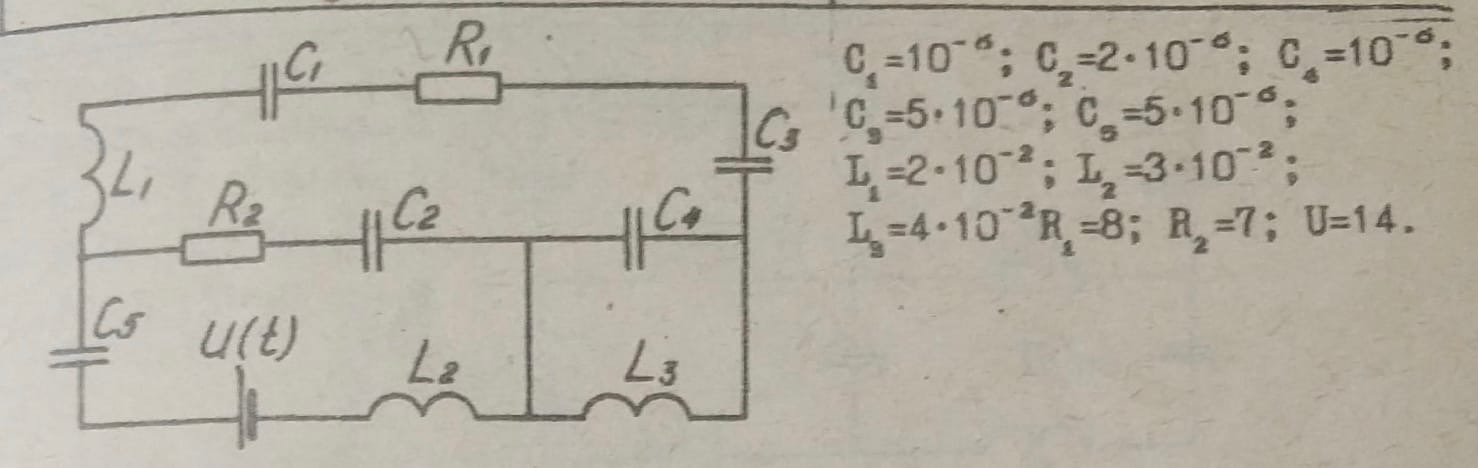 C₁ R₁
C₃
L₁
R₂ C₂ C₄
C₅ U(t)
L₂ L₃
C₁=10⁻⁶; C₂=2·10⁻⁶; C₄=10⁻⁶;
C₃=5·10⁻⁶; C₅=5·10⁻⁶;
L₁=2·10⁻²; L₂=3·10⁻²;
L₃=4·10⁻²R₁=8; R₂=7; U=14.